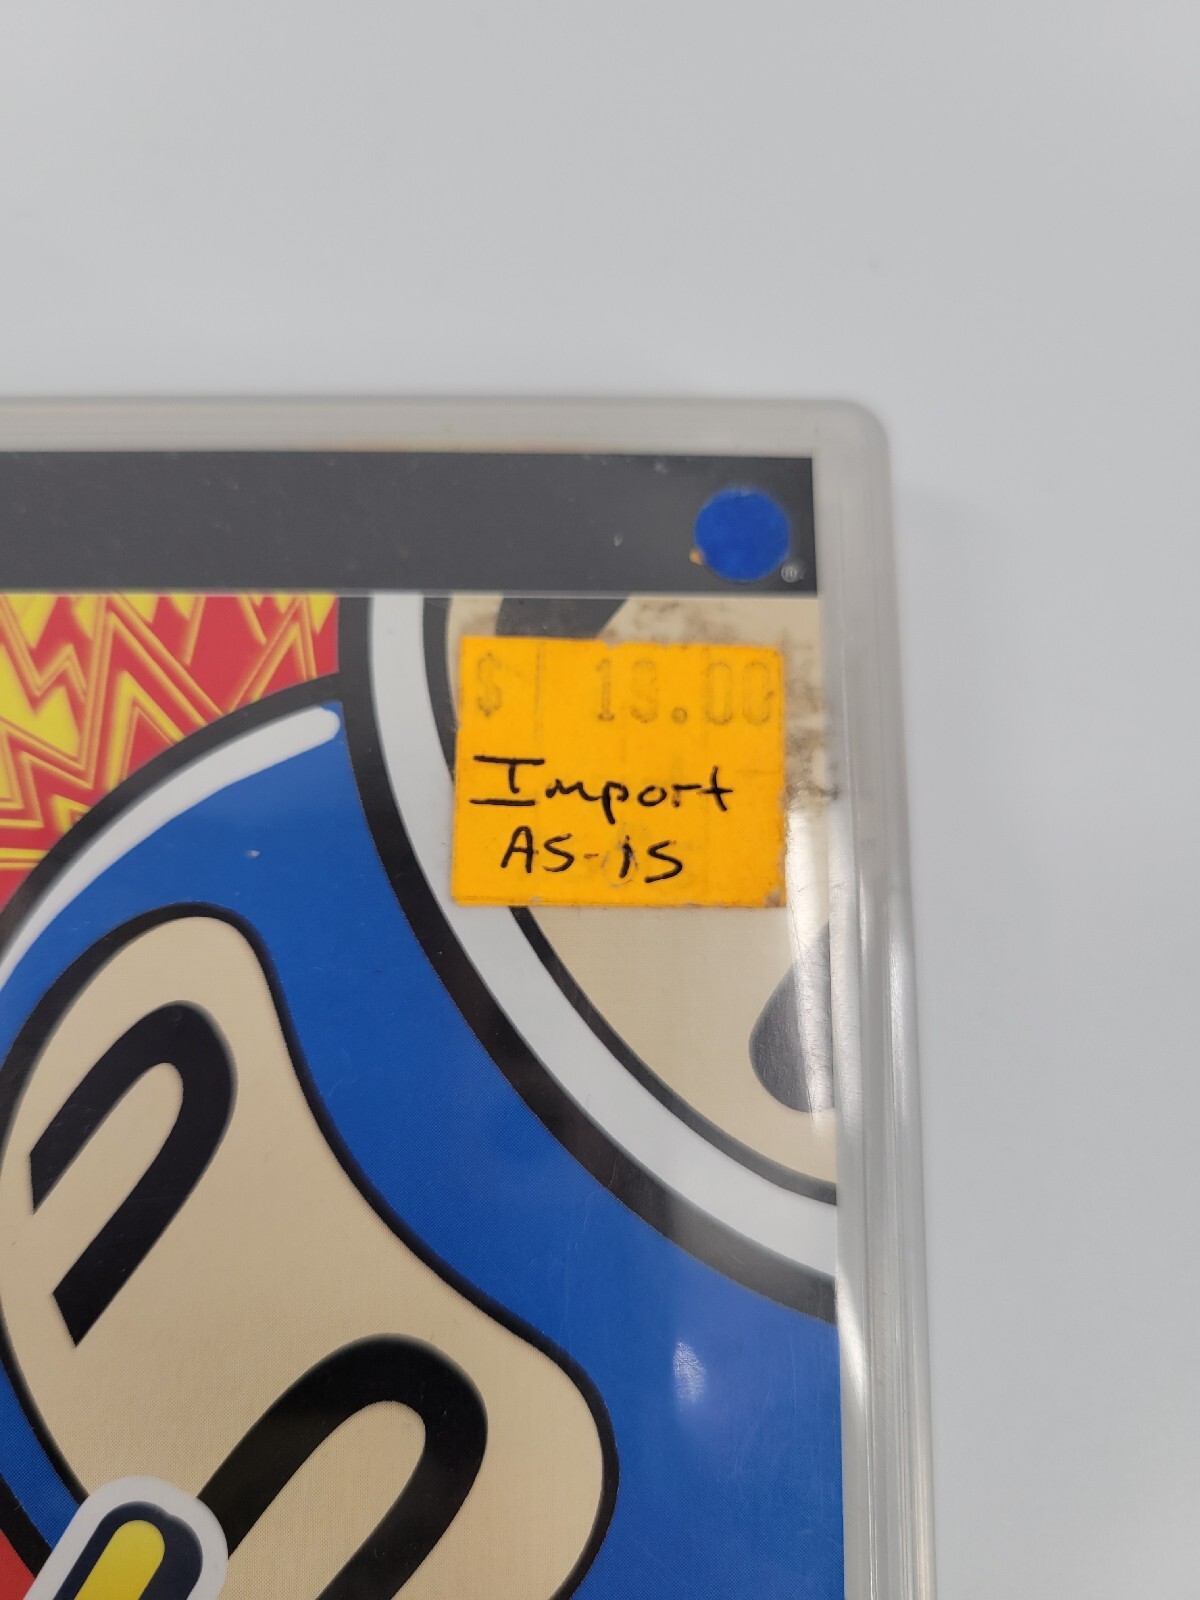 ®
$ 19.00
Import
AS-IS